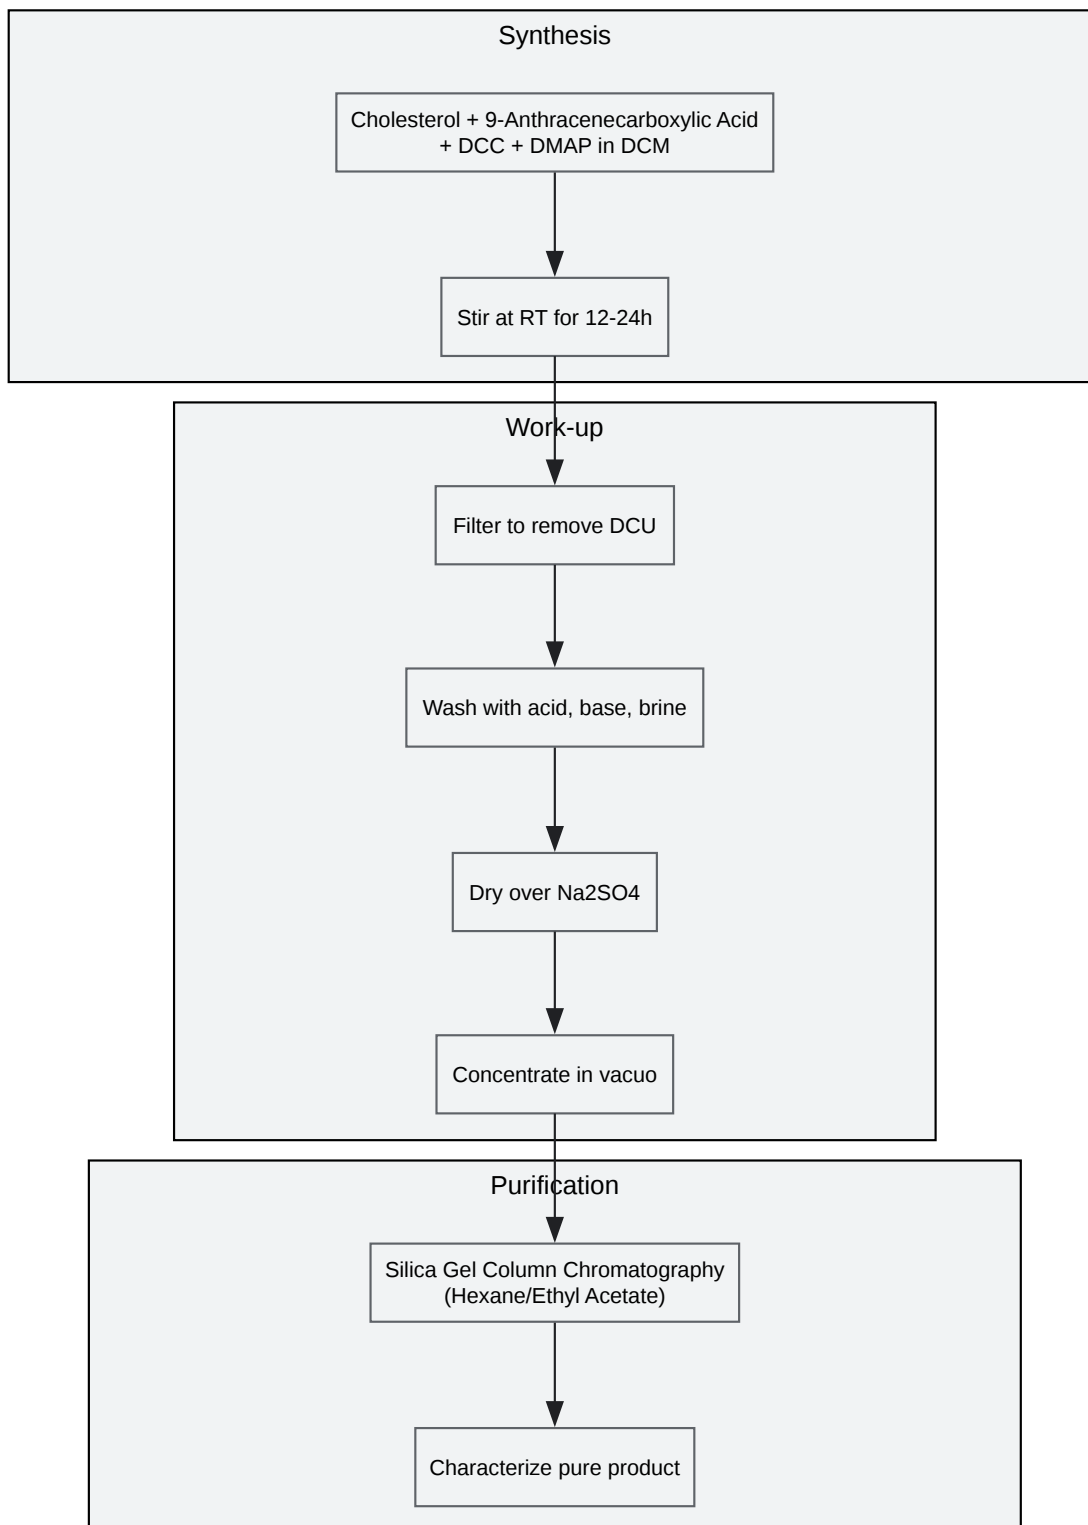 Synthesis
Cholesterol + 9-Anthracenecarboxylic Acid
+ DCC + DMAP in DCM
Stir at RT for 12-24h
Work-up
Filter to remove DCU
Wash with acid, base, brine
Dry over Na2SO4
Concentrate in vacuo
Purification
Silica Gel Column Chromatography
(Hexane/Ethyl Acetate)
Characterize pure product